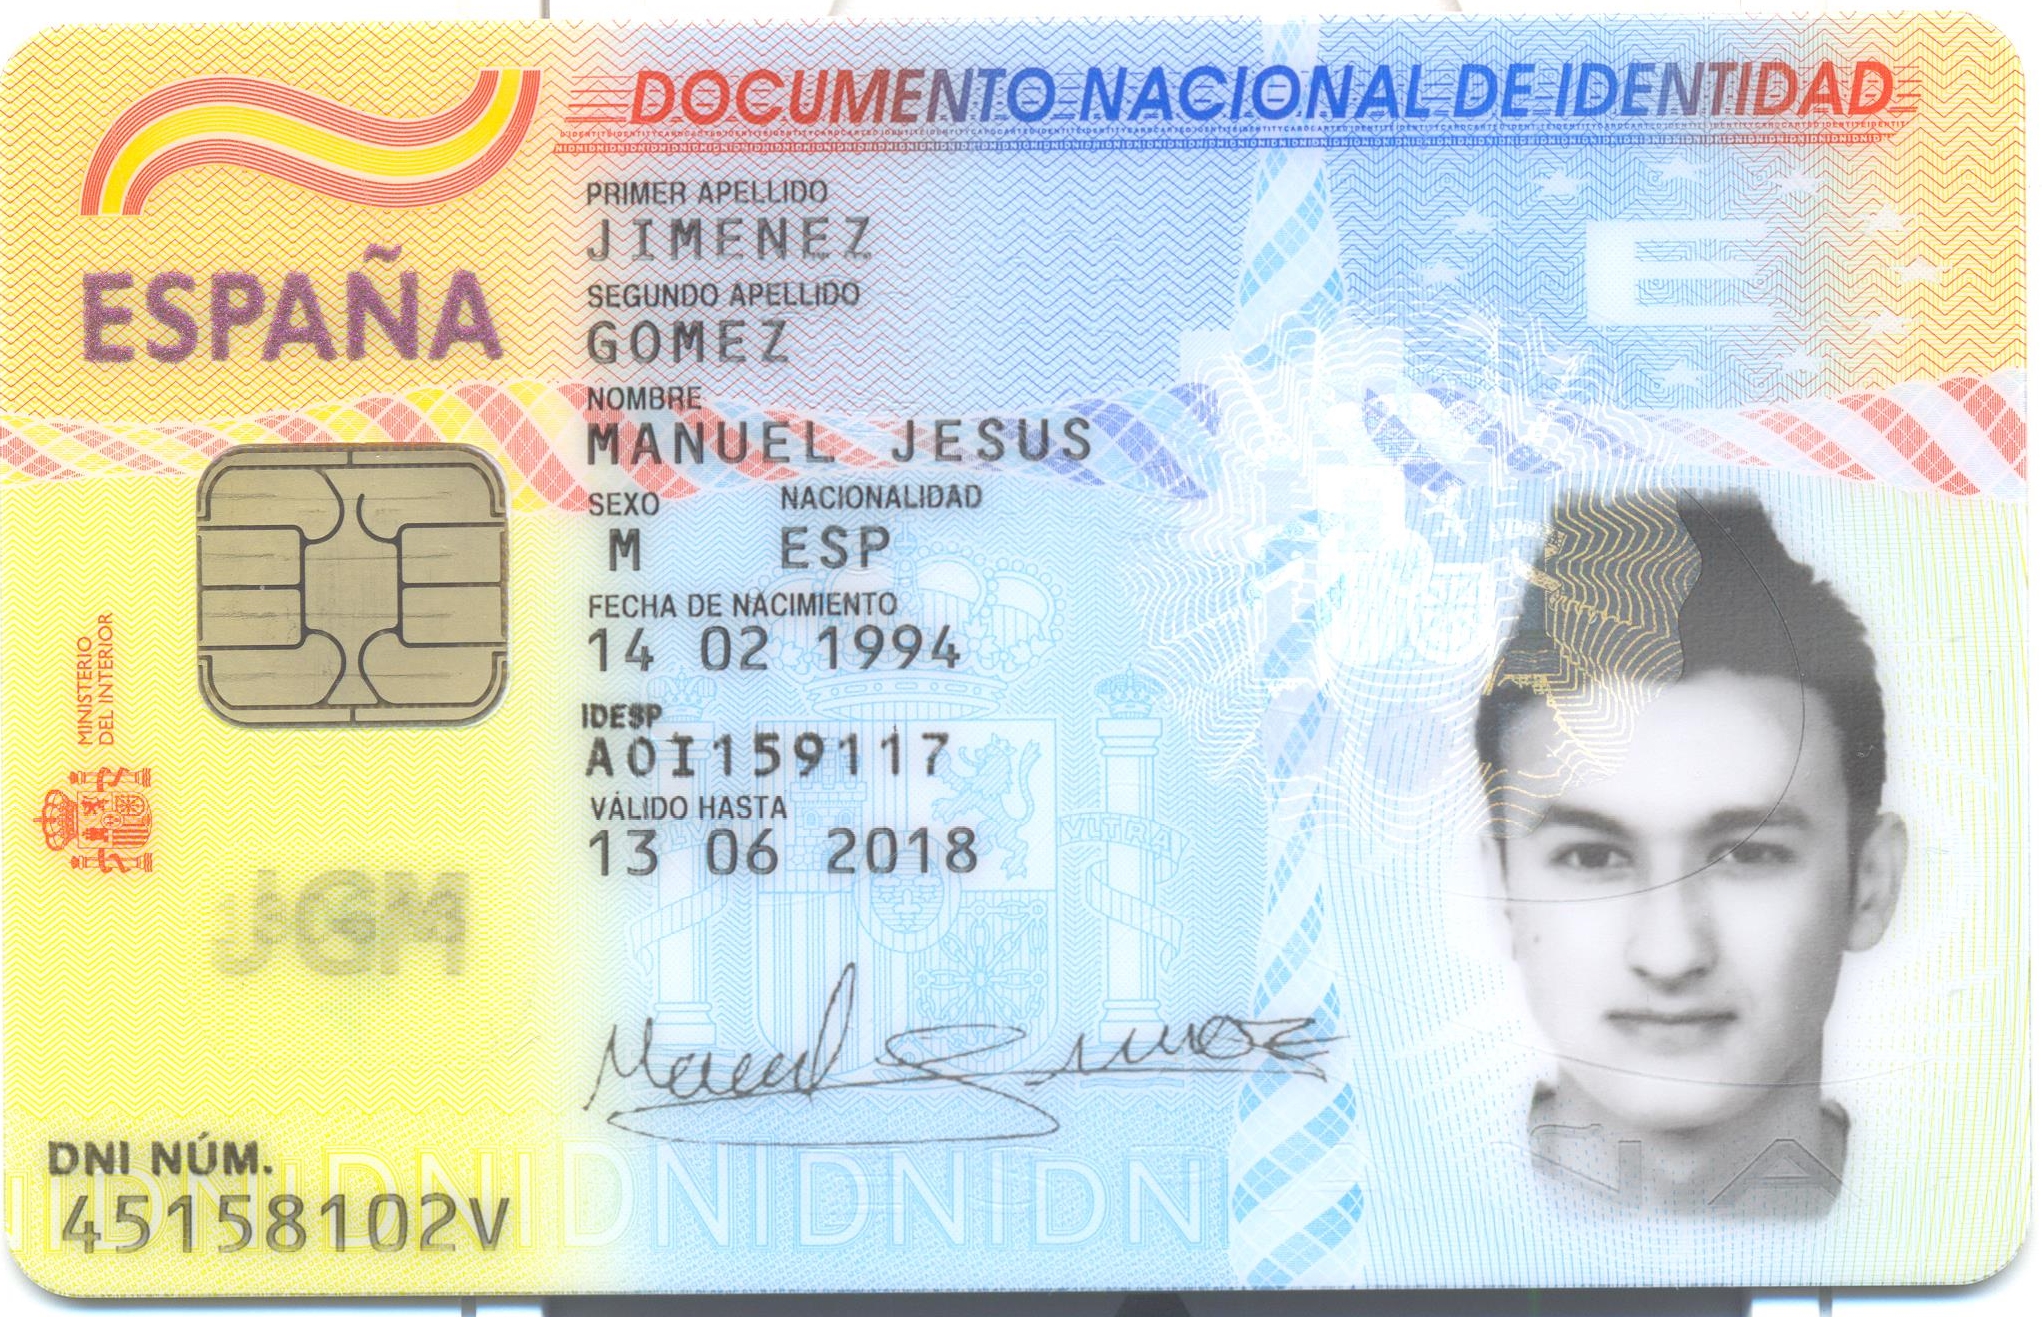 DOCUMENTO NACIONAL DE IDENTIDAD
ESPAÑA
PRIMER APELLIDO
JIMENEZ
SEGUNDO APELLIDO
GOMEZ
NOMBRE
MANUEL JESUS
SEXO NACIONALIDAD
M ESP
FECHA DE NACIMIENTO
14 02 1994
IDESP
AOI159117
VÁLIDO HASTA
13 06 2018
MINISTERIO
DEL INTERIOR
JGM
VLTRA
E
DNI NÚM.
45158102V
DNIDNIDNIDNIDN